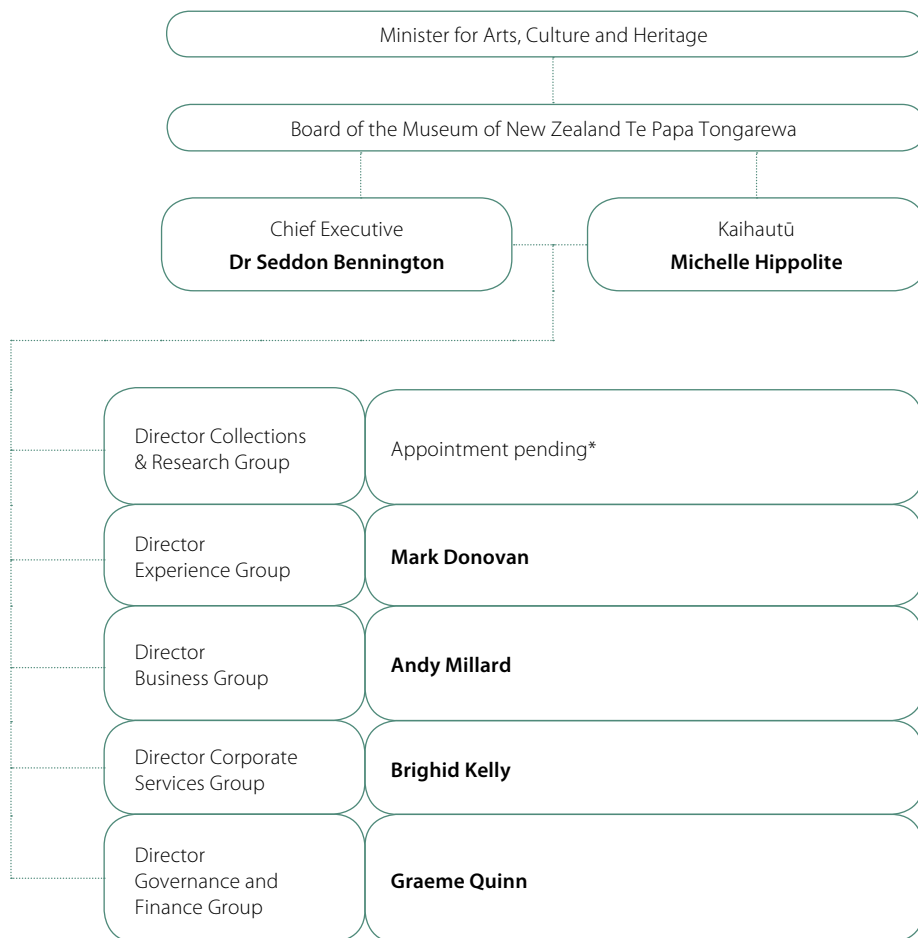 Minister for Arts, Culture and Heritage
Board of the Museum of New Zealand Te Papa Tongarewa
Chief Executive
Dr Seddon Bennington
Kaihautū
Michelle Hippolite
Director Collections
& Research Group
Appointment pending*
Director
Experience Group
Mark Donovan
Director
Business Group
Andy Millard
Director Corporate
Services Group
Brighid Kelly
Director
Governance and
Finance Group
Graeme Quinn